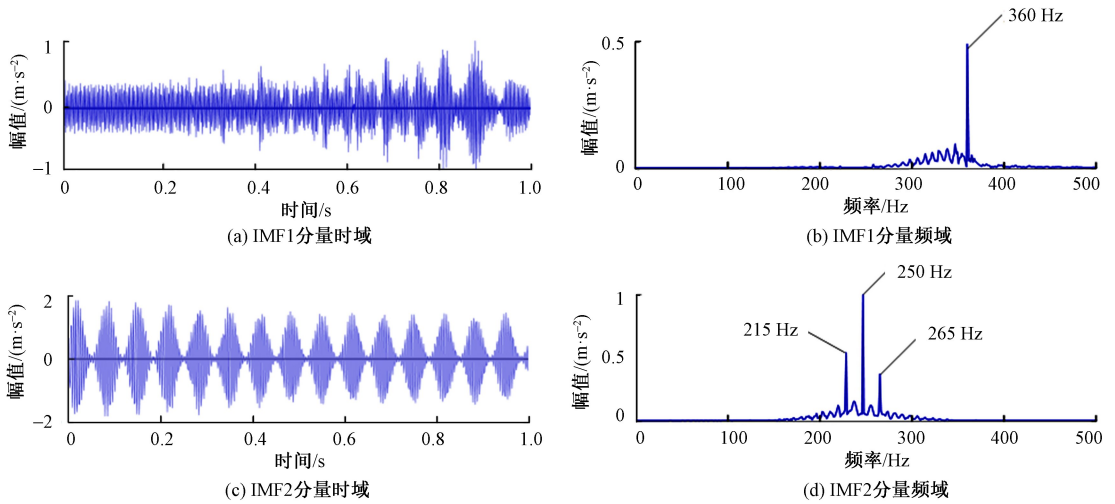 360 Hz
幅值/(m·s⁻²)
1
0
−1
0 0.2 0.4 0.6 0.8 1.0
时间/s
(a) IMF1分量时域
幅值/(m·s⁻²)
0.5
0
0 100 200 300 400 500
频率/Hz
(b) IMF1分量频域
幅值/(m·s⁻²)
2
0
−2
0 0.2 0.4 0.6 0.8 1.0
时间/s
(c) IMF2分量时域
250 Hz
215 Hz
265 Hz
幅值/(m·s⁻²)
1
0.5
0
0 100 200 300 400 500
频率/Hz
(d) IMF2分量频域